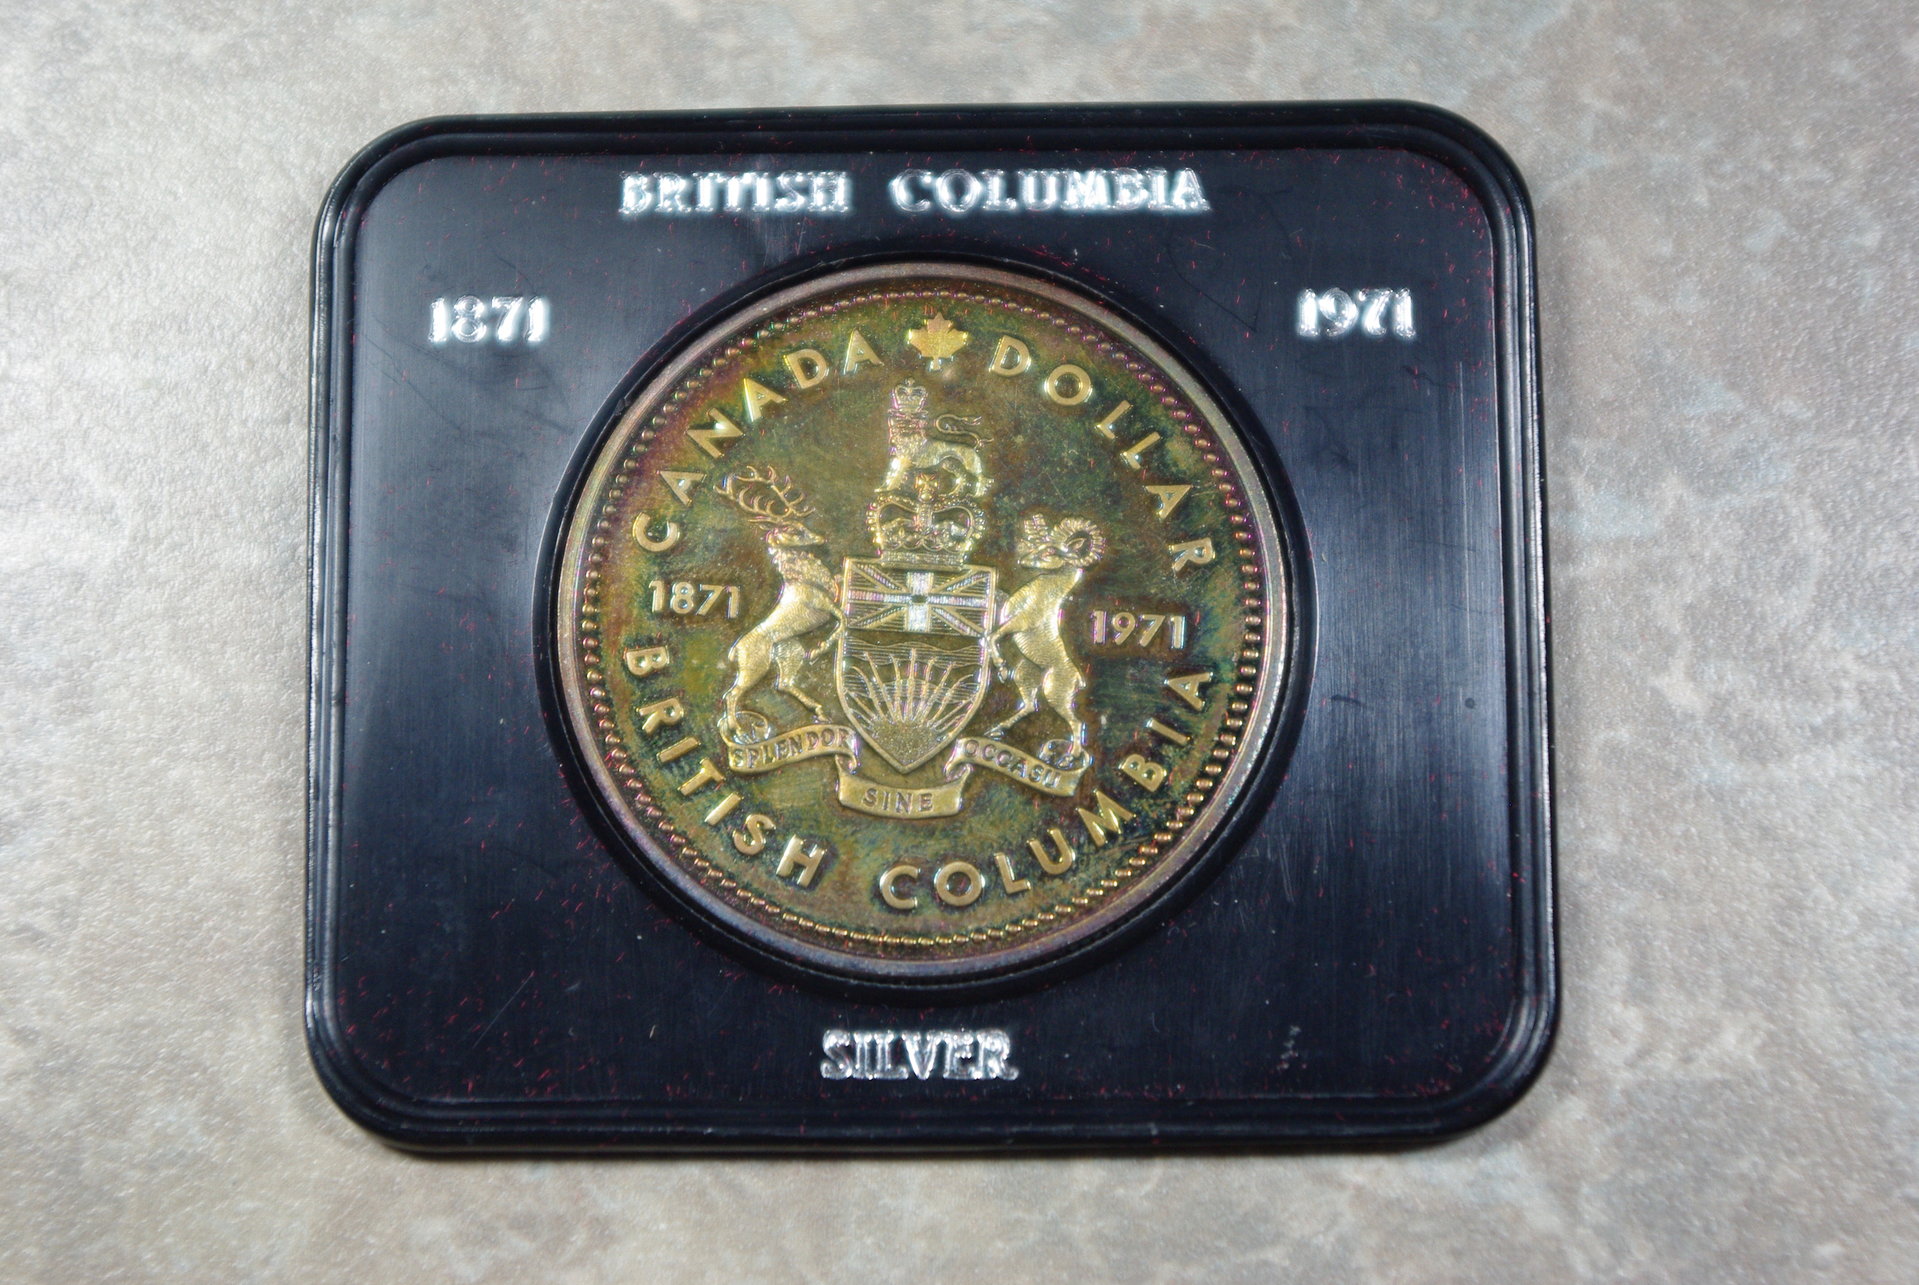 BRITISH COLUMBIA
1871 1971
CANADA DOLLAR
1871 1971
SPLENDOR SINE OCCASU
BRITISH COLUMBIA
SILVER